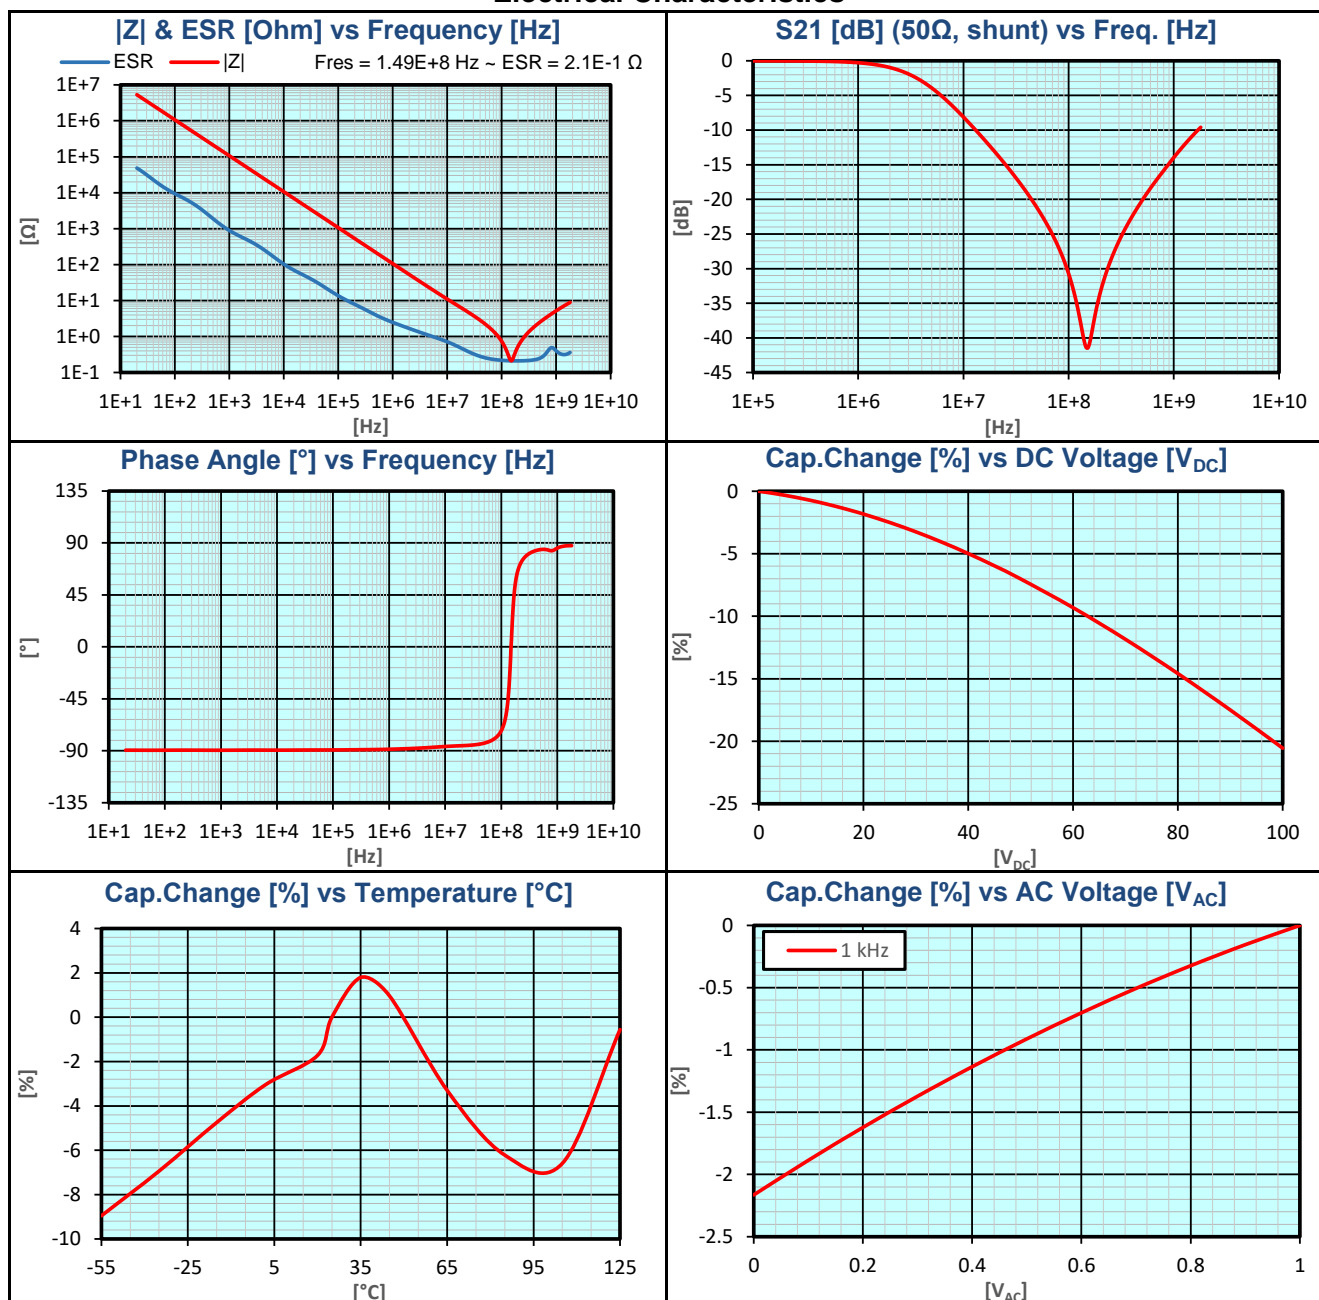 |Z| & ESR [Ohm] vs Frequency [Hz]
ESR |Z| Fres = 1.49E+8 Hz ~ ESR = 2.1E-1 Ω
1E+7
1E+6
1E+5
1E+4
1E+3
1E+2
1E+1
1E+0
1E-1
[Ω]
1E+1 1E+2 1E+3 1E+4 1E+5 1E+6 1E+7 1E+8 1E+9 1E+10
[Hz]
S21 [dB] (50Ω, shunt) vs Freq. [Hz]
0
-5
-10
-15
-20
-25
-30
-35
-40
-45
[dB]
1E+5 1E+6 1E+7 1E+8 1E+9 1E+10
[Hz]
Phase Angle [°] vs Frequency [Hz]
135
90
45
0
-45
-90
-135
[°]
1E+1 1E+2 1E+3 1E+4 1E+5 1E+6 1E+7 1E+8 1E+9 1E+10
[Hz]
Cap.Change [%] vs DC Voltage [VDC]
0
-5
-10
-15
-20
-25
[%]
0 20 40 60 80 100
[VDC]
Cap.Change [%] vs Temperature [°C]
4
2
0
-2
-4
-6
-8
-10
[%]
-55 -25 5 35 65 95 125
[°C]
Cap.Change [%] vs AC Voltage [VAC]
1 kHz
0
-0.5
-1
-1.5
-2
-2.5
[%]
0 0.2 0.4 0.6 0.8 1
[VAC]